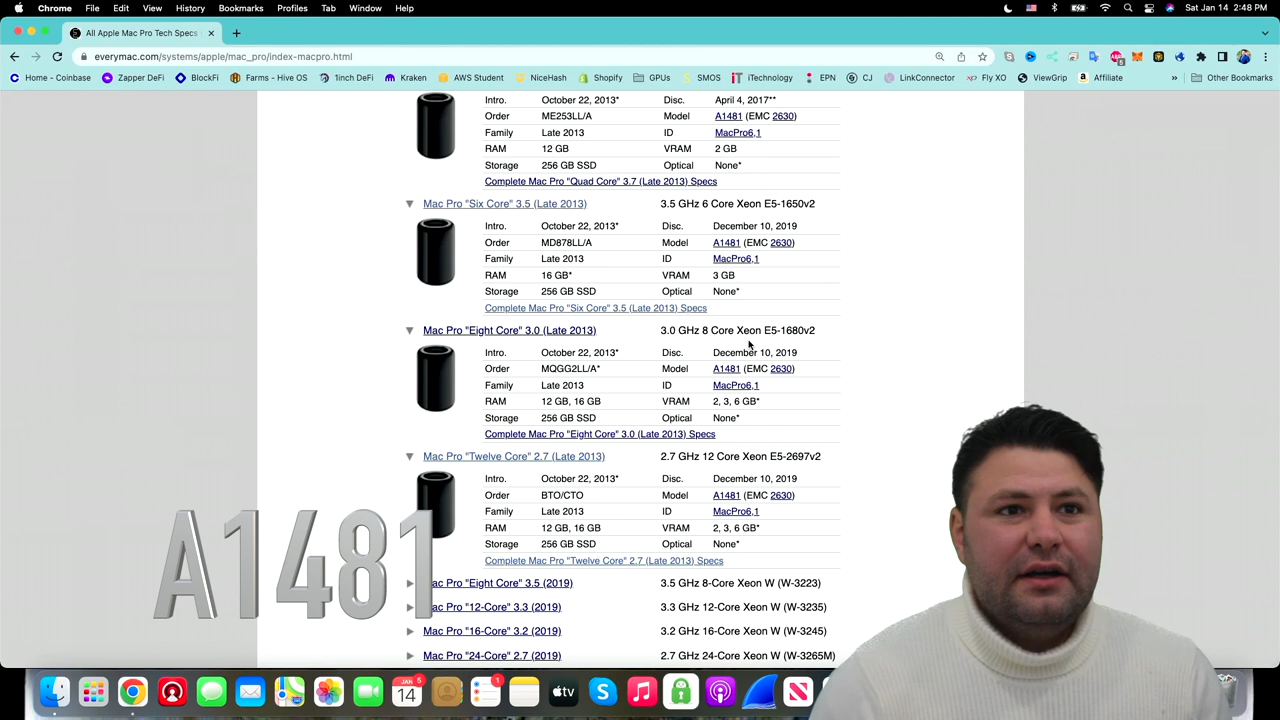 Chrome File Edit View History Bookmarks Profiles Tab Window Help Sat Jan 14 2:48 PM
All Apple Mac Pro Tech Specs
everymac.com/systems/apple/mac_pro/index-macpro.html
Home - Coinbase Zapper DeFi BlockFi Farms - Hive OS 1inch DeFi Kraken AWS Student NiceHash Shopify GPUs SMOS iTechnology EPN CJ LinkConnector Fly XO ViewGrip Affiliate » Other Bookmarks
Intro. October 22, 2013* Disc. April 4, 2017**
Order ME253LL/A Model A1481 (EMC 2630)
Family Late 2013 ID MacPro6,1
RAM 12 GB VRAM 2 GB
Storage 256 GB SSD Optical None*
Complete Mac Pro "Quad Core" 3.7 (Late 2013) Specs
Mac Pro "Six Core" 3.5 (Late 2013) 3.5 GHz 6 Core Xeon E5-1650v2
Intro. October 22, 2013* Disc. December 10, 2019
Order MD878LL/A Model A1481 (EMC 2630)
Family Late 2013 ID MacPro6,1
RAM 16 GB* VRAM 3 GB
Storage 256 GB SSD Optical None*
Complete Mac Pro "Six Core" 3.5 (Late 2013) Specs
Mac Pro "Eight Core" 3.0 (Late 2013) 3.0 GHz 8 Core Xeon E5-1680v2
Intro. October 22, 2013* Disc. December 10, 2019
Order MQGG2LL/A* Model A1481 (EMC 2630)
Family Late 2013 ID MacPro6,1
RAM 12 GB, 16 GB VRAM 2, 3, 6 GB*
Storage 256 GB SSD Optical None*
Complete Mac Pro "Eight Core" 3.0 (Late 2013) Specs
Mac Pro "Twelve Core" 2.7 (Late 2013) 2.7 GHz 12 Core Xeon E5-2697v2
Intro. October 22, 2013* Disc. December 10, 2019
Order BTO/CTO Model A1481 (EMC 2630)
Family Late 2013 ID MacPro6,1
RAM 12 GB, 16 GB VRAM 2, 3, 6 GB*
Storage 256 GB SSD Optical None*
Complete Mac Pro "Twelve Core" 2.7 (Late 2013) Specs
A1481
ac Pro "Eight Core" 3.5 (2019) 3.5 GHz 8-Core Xeon W (W-3223)
ac Pro "12-Core" 3.3 (2019) 3.3 GHz 12-Core Xeon W (W-3235)
Mac Pro "16-Core" 3.2 (2019) 3.2 GHz 16-Core Xeon W (W-3245)
Mac Pro "24-Core" 2.7 (2019) 2.7 GHz 24-Core Xeon W (W-3265M)
JAN 5
14
1
tv